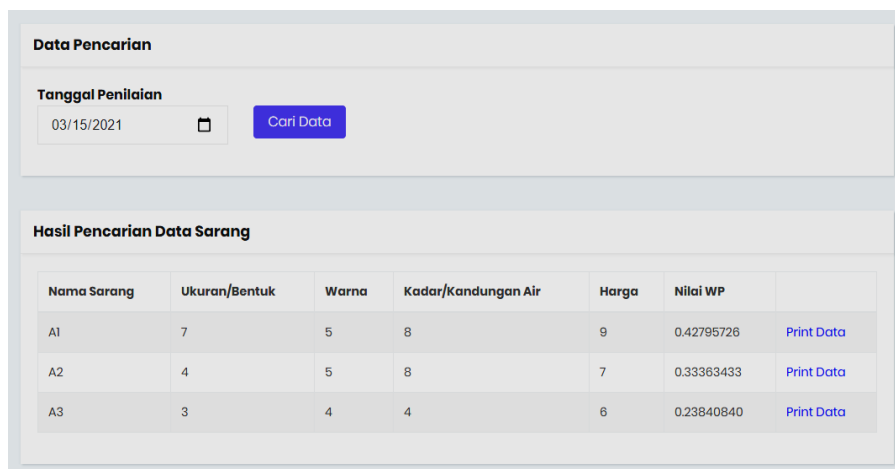 Data Pencarian
Tanggal Penilaian
03/15/2021
Cari Data
Hasil Pencarian Data Sarang
Nama Sarang Ukuran/Bentuk Warna Kadar/Kandungan Air Harga Nilai WP
A1 7 5 8 9 0.42795726 Print Data
A2 4 5 8 7 0.33363433 Print Data
A3 3 4 4 6 0.23840840 Print Data